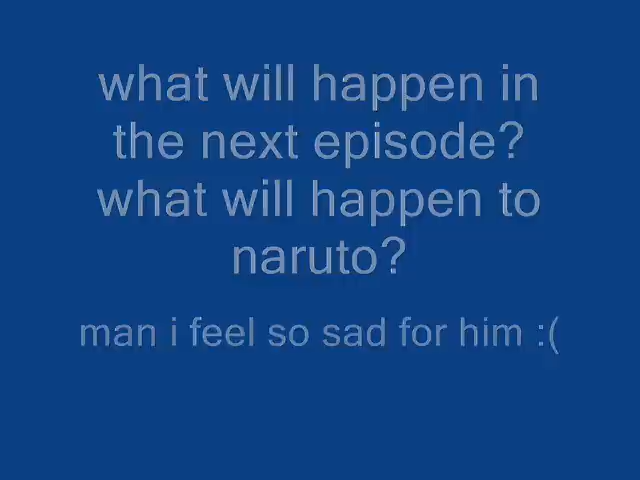 what will happen in
the next episode?
what will happen to
naruto?
man i feel so sad for him :(